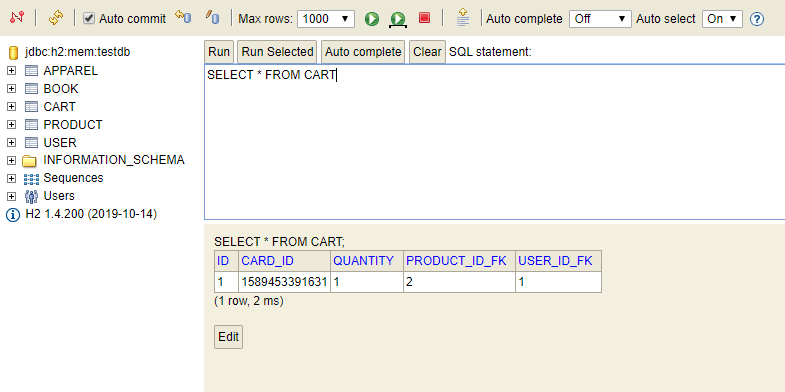 Auto commit Max rows: 1000 Auto complete Off Auto select On ?
jdbc:h2:mem:testdb
APPAREL
BOOK
CART
PRODUCT
USER
INFORMATION_SCHEMA
Sequences
Users
H2 1.4.200 (2019-10-14)
Run Run Selected Auto complete Clear SQL statement:
SELECT * FROM CART
SELECT * FROM CART;
ID CARD_ID QUANTITY PRODUCT_ID_FK USER_ID_FK
1 1589453391631 1 2 1
(1 row, 2 ms)
Edit